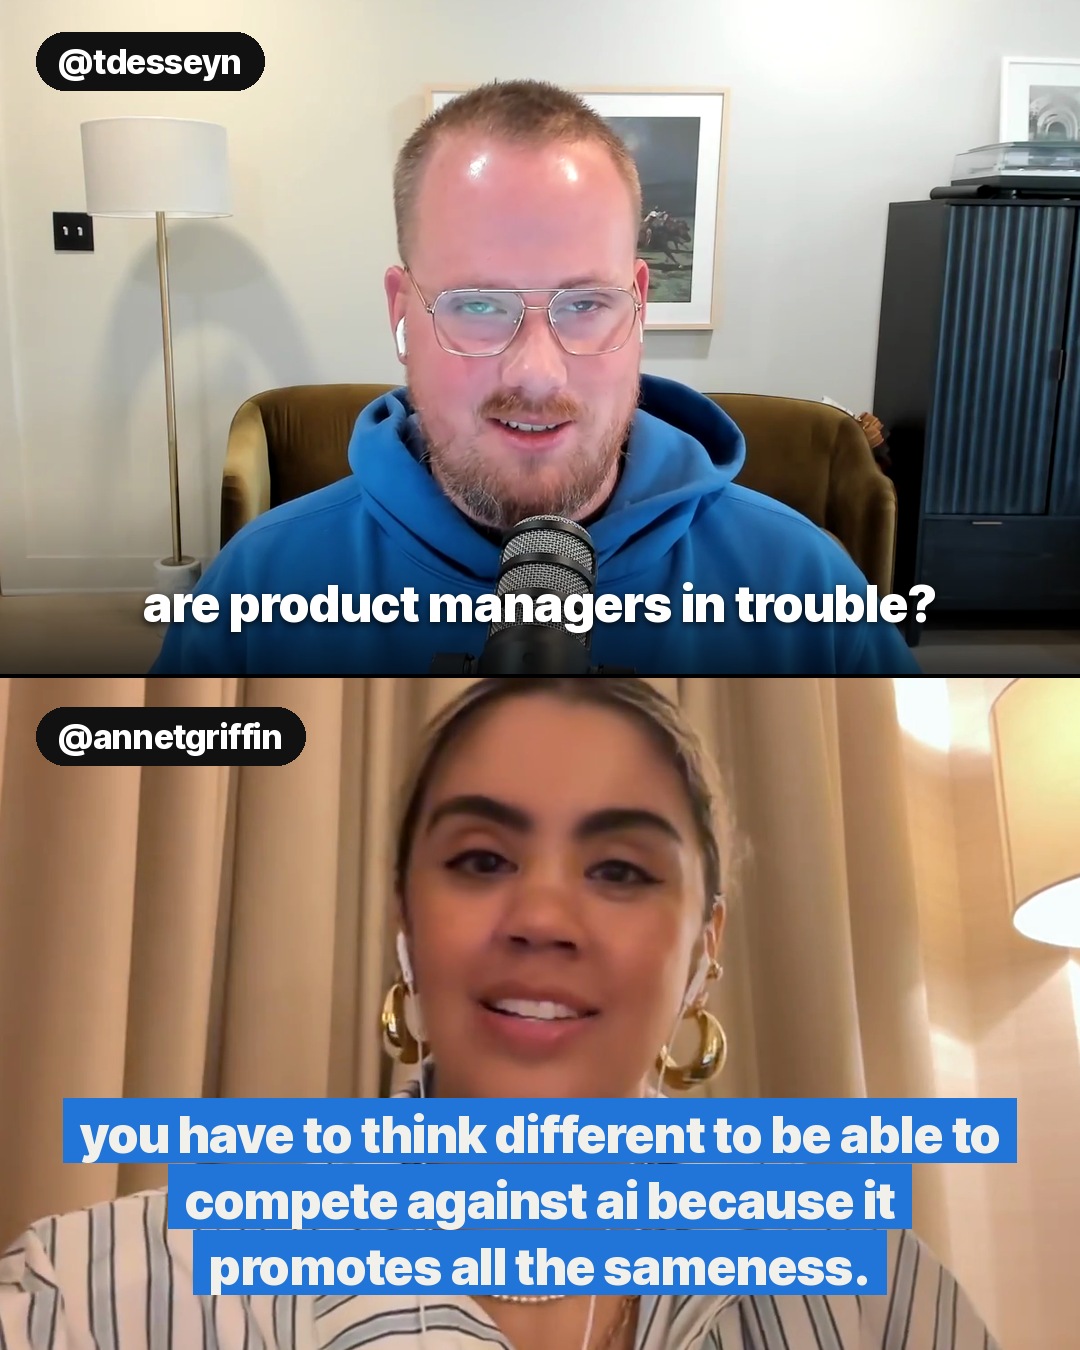 @tdesseyn
are product managers in trouble?
@annetgriffin
you have to think different to be able to
compete against ai because it
promotes all the sameness.